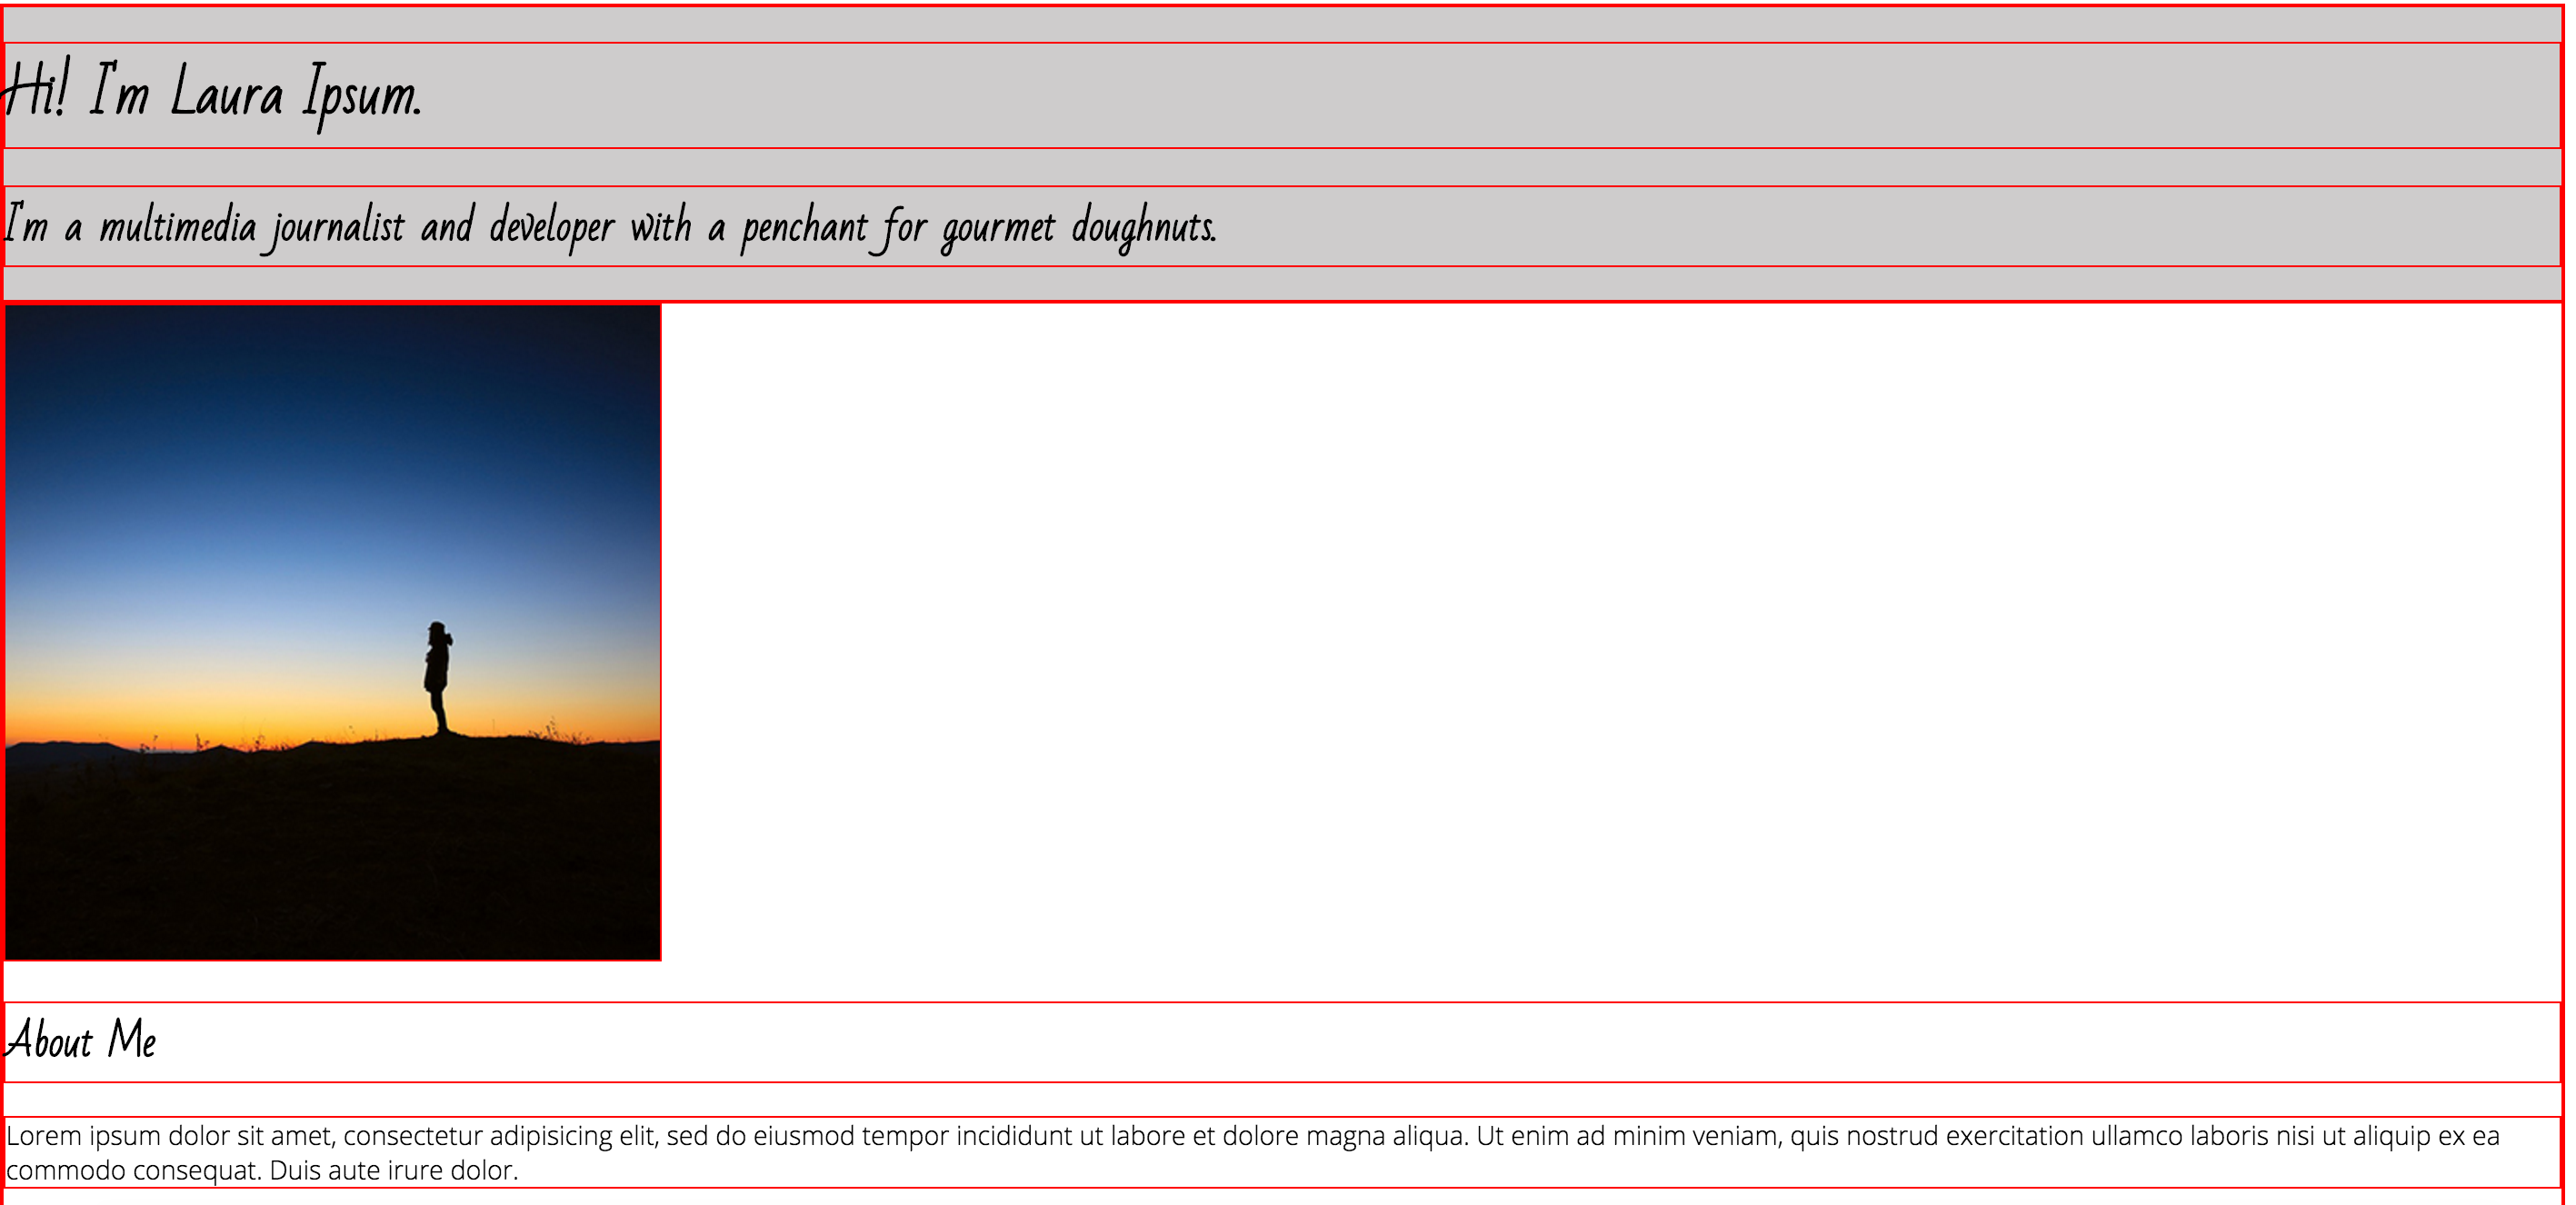 Hi! I'm Laura Ipsum.
I'm a multimedia journalist and developer with a penchant for gourmet doughnuts.
About Me
Lorem ipsum dolor sit amet, consectetur adipisicing elit, sed do eiusmod tempor incididunt ut labore et dolore magna aliqua. Ut enim ad minim veniam, quis nostrud exercitation ullamco laboris nisi ut aliquip ex ea
commodo consequat. Duis aute irure dolor.